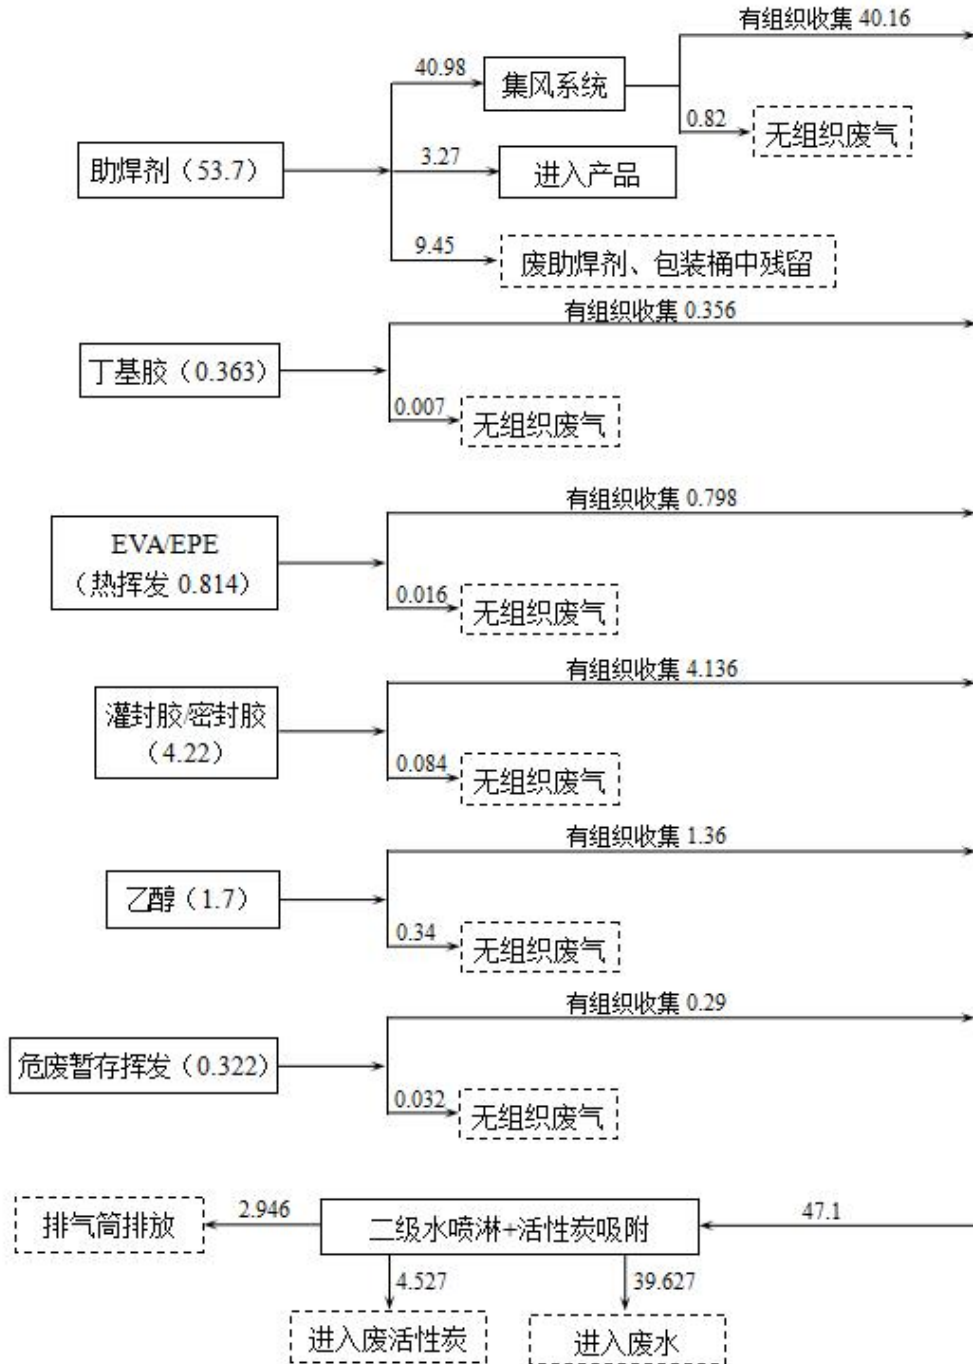 有组织收集 40.16
40.98
集风系统
0.82
无组织废气
助焊剂（53.7）
3.27
进入产品
9.45
废助焊剂、包装桶中残留
有组织收集 0.356
丁基胶（0.363）
0.007
无组织废气
有组织收集 0.798
EVA/EPE
（热挥发 0.814）
0.016
无组织废气
有组织收集 4.136
灌封胶/密封胶
（4.22）
0.084
无组织废气
有组织收集 1.36
乙醇（1.7）
0.34
无组织废气
有组织收集 0.29
危废暂存挥发（0.322）
0.032
无组织废气
排气筒排放
2.946
二级水喷淋+活性炭吸附
47.1
4.527
39.627
进入废活性炭
进入废水